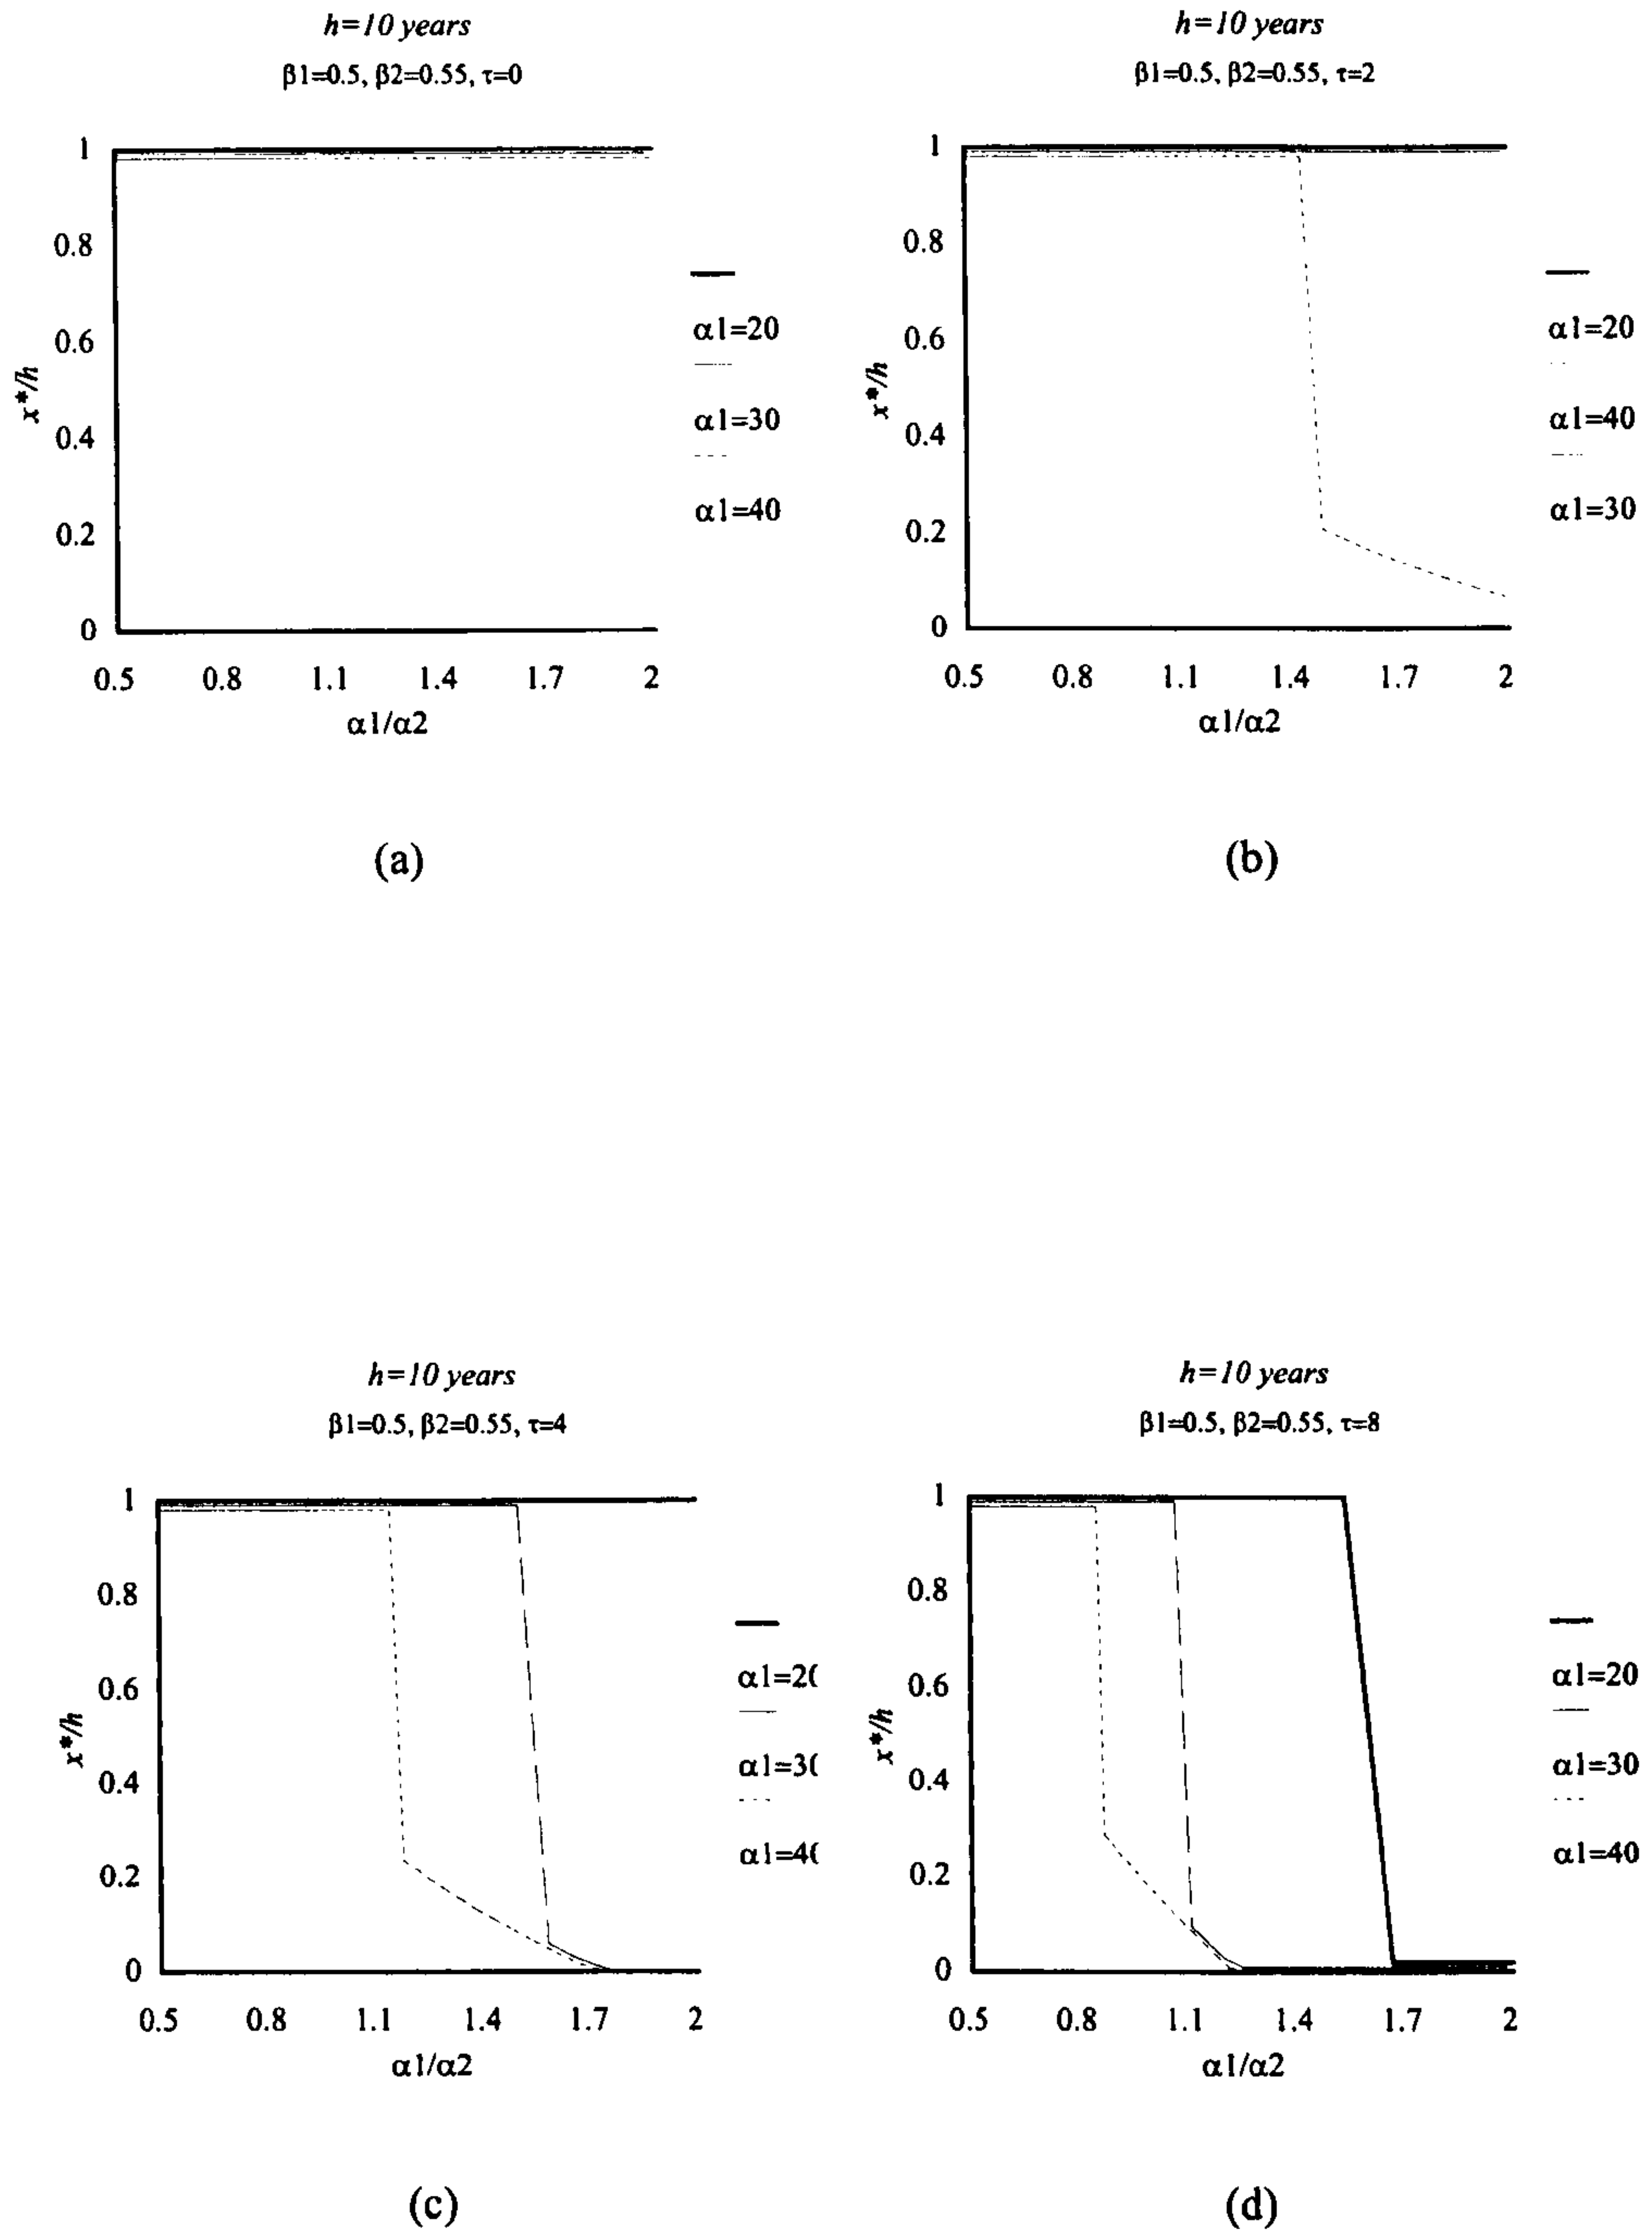 h=10 years
β1=0.5, β2=0.55, τ=0
1
0.8
0.6
0.4
0.2
0
x*/h
0.5 0.8 1.1 1.4 1.7 2
α1/α2
α1=20
α1=30
α1=40
(a)
h=10 years
β1=0.5, β2=0.55, τ=2
1
0.8
0.6
0.4
0.2
0
x*/h
0.5 0.8 1.1 1.4 1.7 2
α1/α2
α1=20
α1=40
α1=30
(b)
h=10 years
β1=0.5, β2=0.55, τ=4
1
0.8
0.6
0.4
0.2
0
x*/h
0.5 0.8 1.1 1.4 1.7 2
α1/α2
α1=2(
α1=3(
α1=4(
(c)
h=10 years
β1=0.5, β2=0.55, τ=8
1
0.8
0.6
0.4
0.2
0
x*/h
0.5 0.8 1.1 1.4 1.7 2
α1/α2
α1=20
α1=30
α1=40
(d)